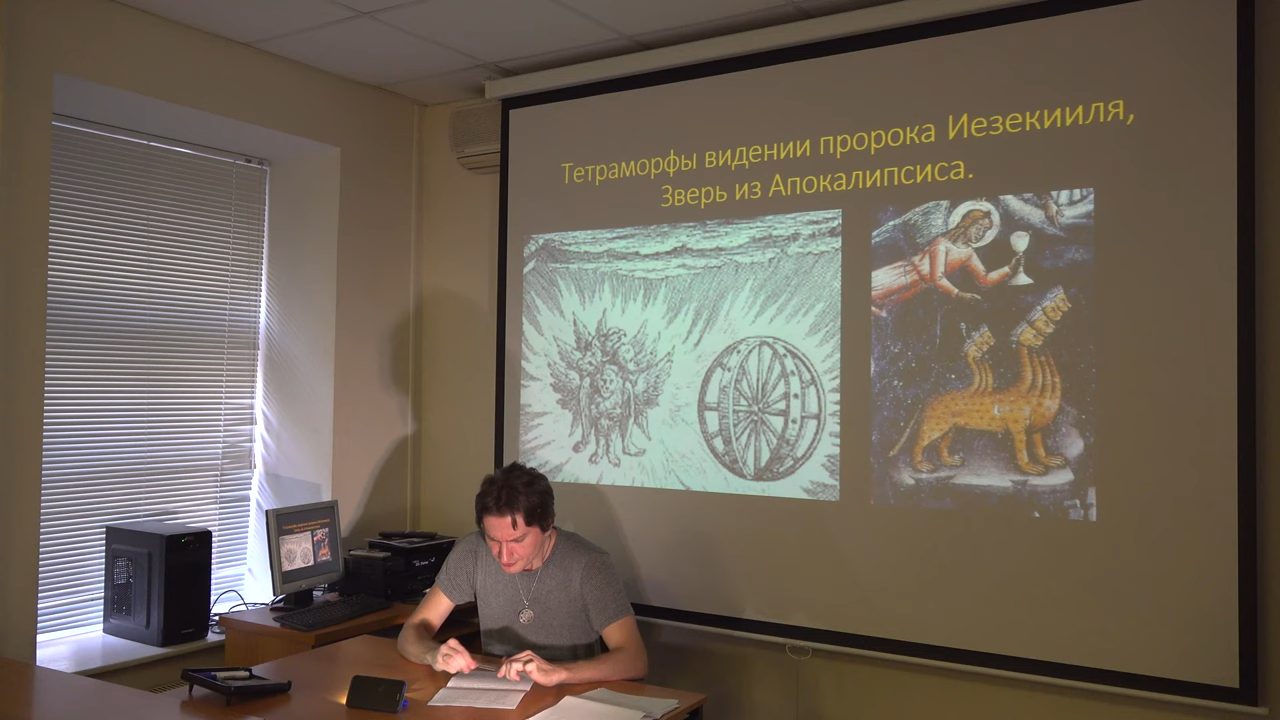 Тетраморфы видении пророка Иезекииля,
Зверь из Апокалипсиса.